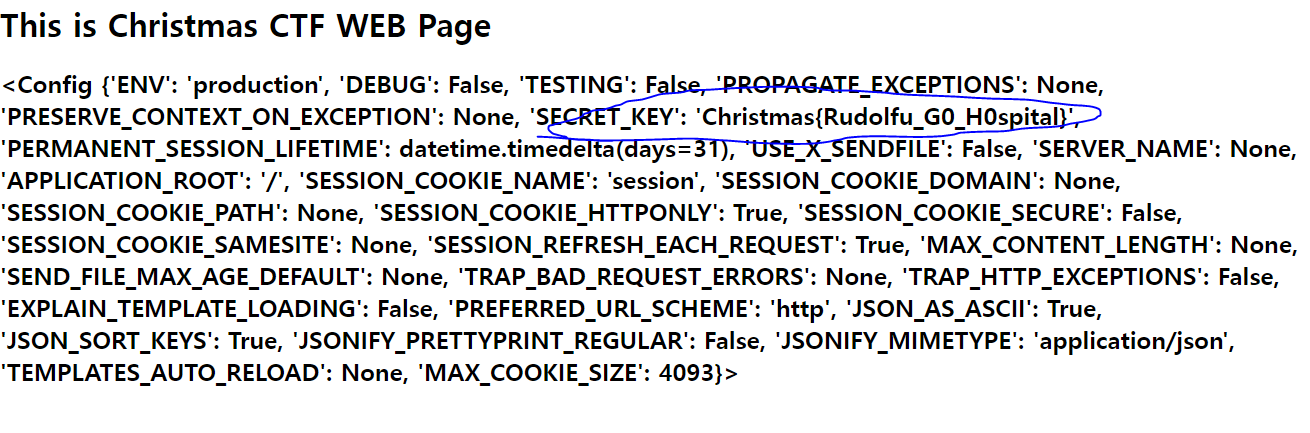 This is Christmas CTF WEB Page
<Config {'ENV': 'production', 'DEBUG': False, 'TESTING': False, 'PROPAGATE_EXCEPTIONS': None,
'PRESERVE_CONTEXT_ON_EXCEPTION': None, 'SECRET_KEY': 'Christmas{Rudolfu_G0_H0spital}',
'PERMANENT_SESSION_LIFETIME': datetime.timedelta(days=31), 'USE_X_SENDFILE': False, 'SERVER_NAME': None,
'APPLICATION_ROOT': '/', 'SESSION_COOKIE_NAME': 'session', 'SESSION_COOKIE_DOMAIN': None,
'SESSION_COOKIE_PATH': None, 'SESSION_COOKIE_HTTPONLY': True, 'SESSION_COOKIE_SECURE': False,
'SESSION_COOKIE_SAMESITE': None, 'SESSION_REFRESH_EACH_REQUEST': True, 'MAX_CONTENT_LENGTH': None,
'SEND_FILE_MAX_AGE_DEFAULT': None, 'TRAP_BAD_REQUEST_ERRORS': None, 'TRAP_HTTP_EXCEPTIONS': False,
'EXPLAIN_TEMPLATE_LOADING': False, 'PREFERRED_URL_SCHEME': 'http', 'JSON_AS_ASCII': True,
'JSON_SORT_KEYS': True, 'JSONIFY_PRETTYPRINT_REGULAR': False, 'JSONIFY_MIMETYPE': 'application/json',
'TEMPLATES_AUTO_RELOAD': None, 'MAX_COOKIE_SIZE': 4093}>